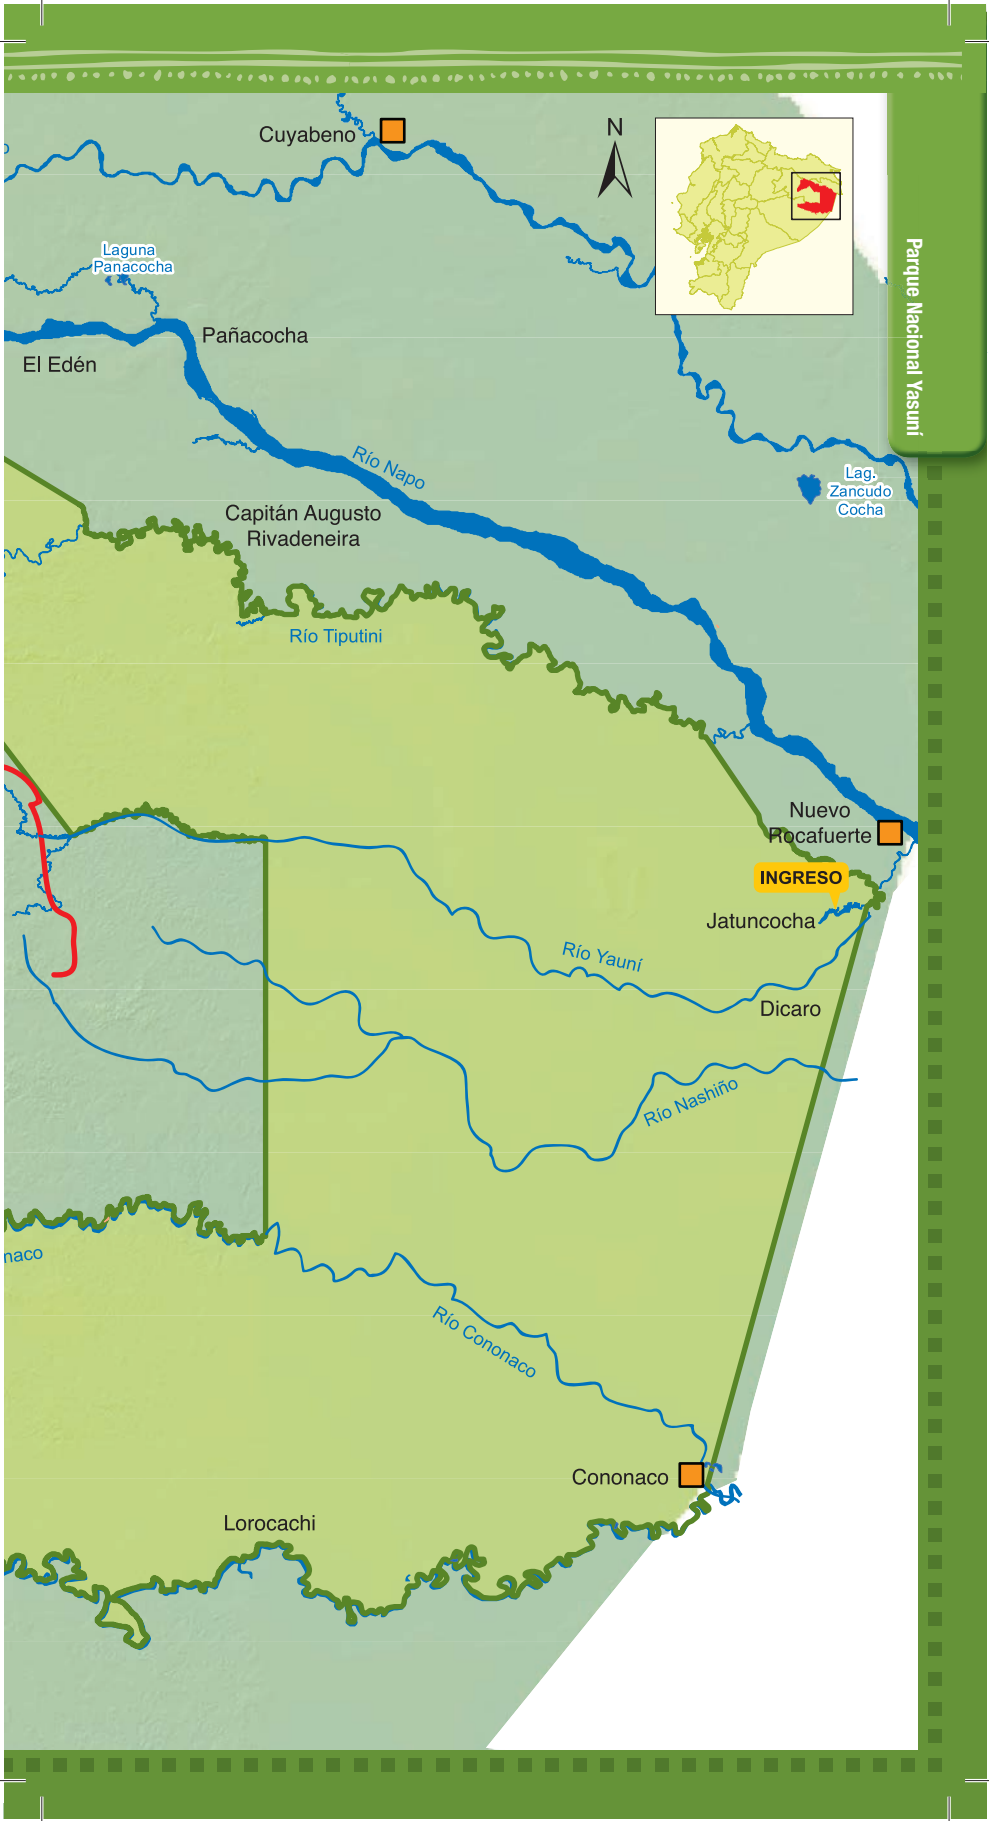 Cuyabeno
N
Parque Nacional Yasuní
Laguna
Panacocha
Pañacocha
El Edén
Río Napo
Lag.
Zancudo
Cocha
Capitán Augusto
Rivadeneira
Río Tiputini
Nuevo
Rocafuerte
INGRESO
Jatuncocha
Río Yauní
Dicaro
Río Nashiño
naco
Río Cononaco
Cononaco
Lorocachi